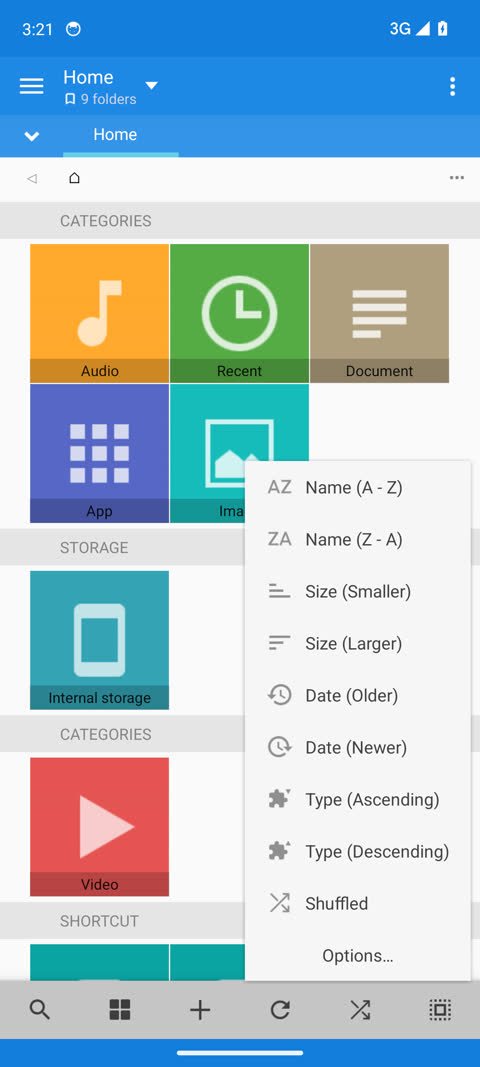 3:21
3G
Home
9 folders
Home
CATEGORIES
Audio
Recent
Document
App
Ima
STORAGE
Internal storage
CATEGORIES
Video
SHORTCUT
AZ Name (A - Z)
ZA Name (Z - A)
Size (Smaller)
Size (Larger)
Date (Older)
Date (Newer)
Type (Ascending)
Type (Descending)
Shuffled
Options...